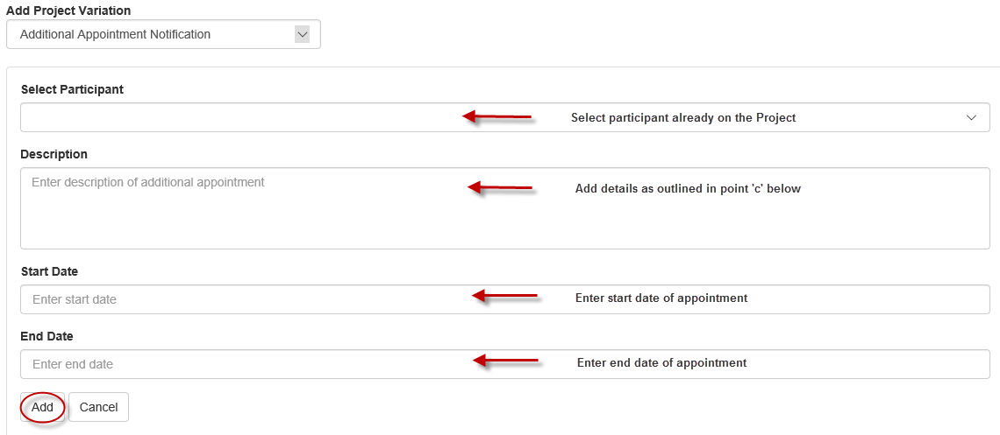 Add Project Variation
Additional Appointment Notification
Select Participant
Select participant already on the Project
Description
Enter description of additional appointment
Add details as outlined in point 'c' below
Start Date
Enter start date
Enter start date of appointment
End Date
Enter end date
Enter end date of appointment
Add Cancel